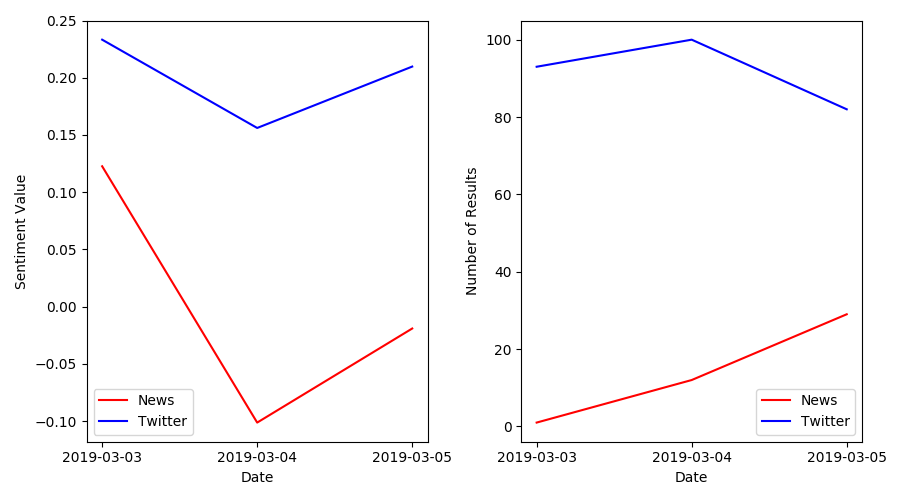 0.25
0.20
0.15
0.10
0.05
0.00
−0.05
−0.10
Sentiment Value
News
Twitter
2019-03-03
2019-03-04
2019-03-05
Date
100
80
60
40
20
0
Number of Results
News
Twitter
2019-03-03
2019-03-04
2019-03-05
Date